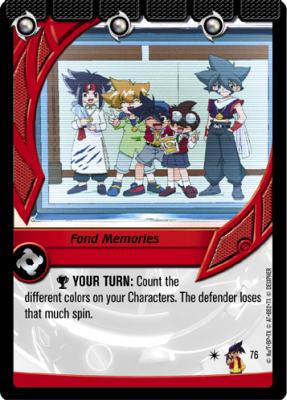 Fond Memories
YOUR TURN: Count the
different colors on your Characters. The defender loses
that much spin.
76